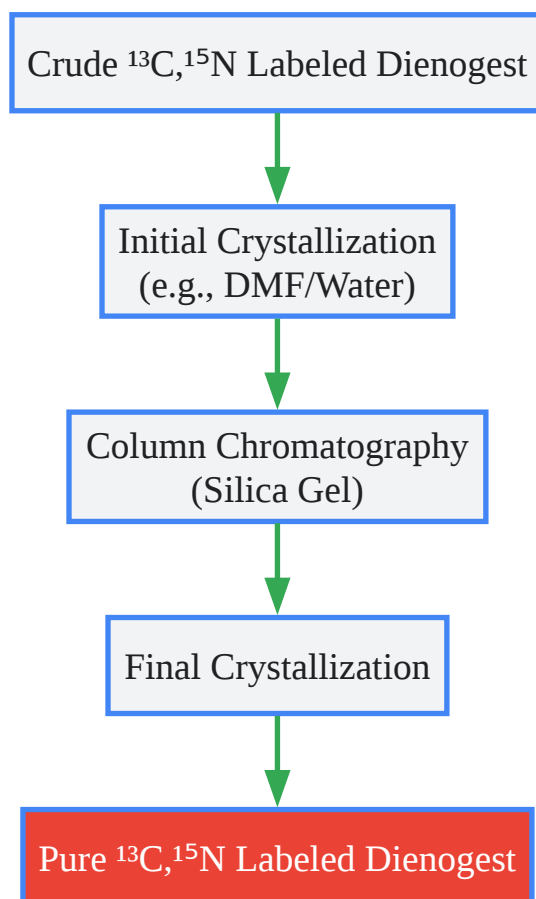 Crude ¹³C,¹⁵N Labeled Dienogest
Initial Crystallization
(e.g., DMF/Water)
Column Chromatography
(Silica Gel)
Final Crystallization
Pure ¹³C,¹⁵N Labeled Dienogest